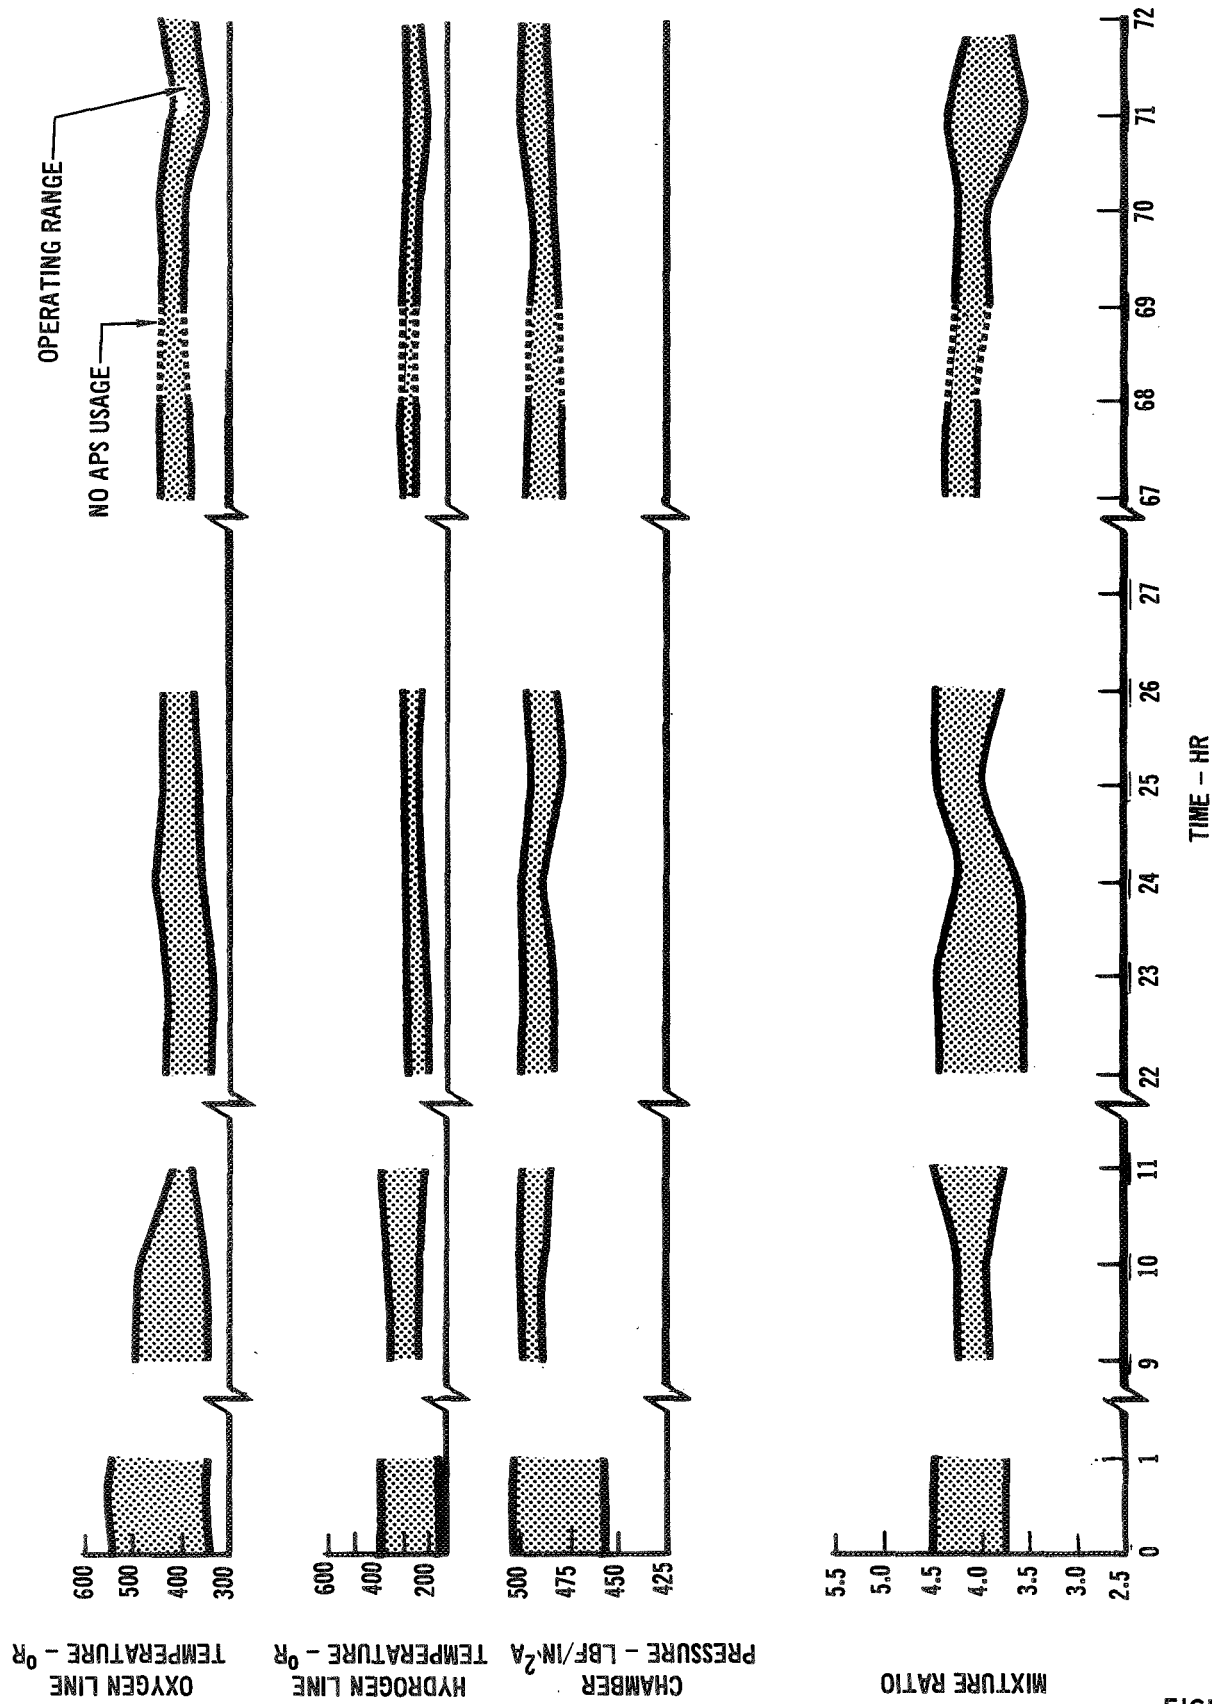 OPERATING RANGE
NO APS USAGE
OXYGEN LINE
TEMPERATURE – ⁰R
600
500
400
300
HYDROGEN LINE
TEMPERATURE – ⁰R
600
400
200
CHAMBER
PRESSURE – LBF/IN.²A
500
475
450
425
MIXTURE RATIO
5.5
5.0
4.5
4.0
3.5
3.0
2.5
0 1 9 10 11 22 23 24 25 26 27 67 68 69 70 71 72
TIME – HR